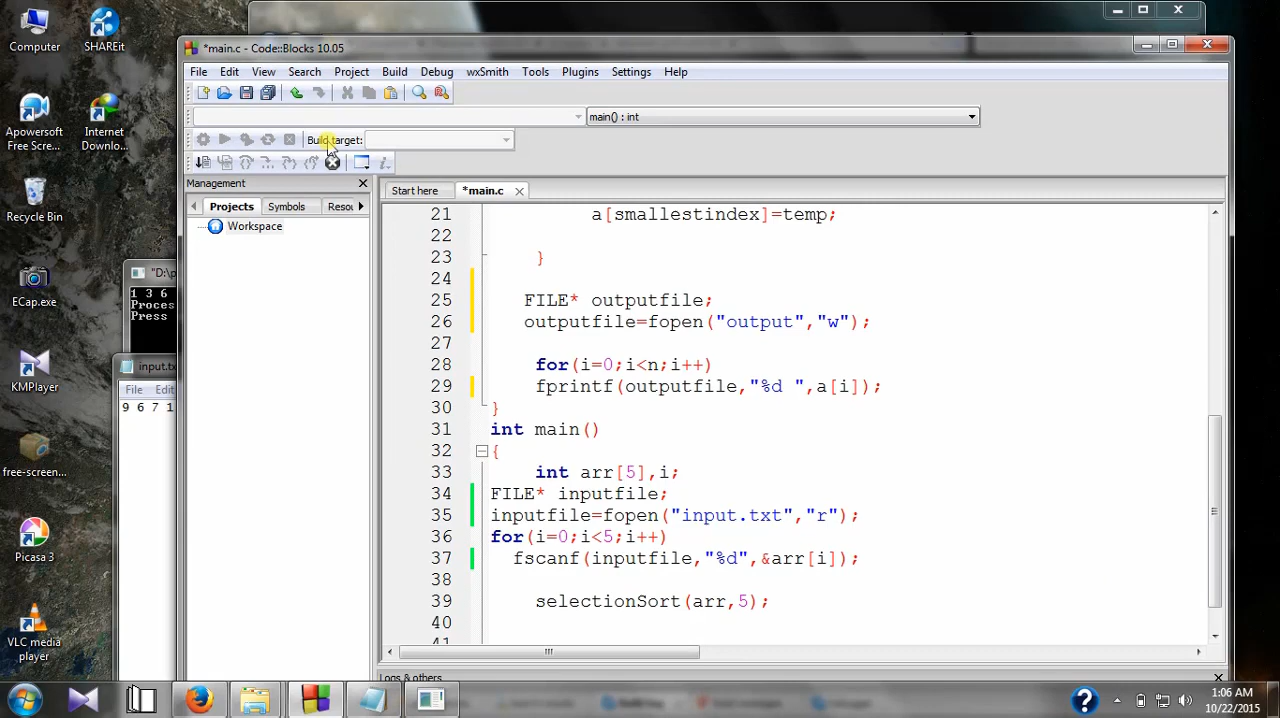 Computer
SHAREit
Apowersoft
Free Scre...
Internet
Downlo...
Recycle Bin
ECap.exe
KMPlayer
free-screen...
Picasa 3
VLC media
player
*main.c - Code::Blocks 10.05
File Edit View Search Project Build Debug wxSmith Tools Plugins Settings Help
main() : int
Build target:
Management
Projects Symbols Resou
Workspace
Start here *main.c
21 a[smallestindex]=temp;
22
23 }
24
25 FILE* outputfile;
26 outputfile=fopen("output","w");
27
28 for(i=0;i<n;i++)
29 fprintf(outputfile,"%d ",a[i]);
30 }
31 int main()
32 {
33 int arr[5],i;
34 FILE* inputfile;
35 inputfile=fopen("input.txt","r");
36 for(i=0;i<5;i++)
37 fscanf(inputfile,"%d",&arr[i]);
38
39 selectionSort(arr,5);
40
41
Logs & others
"D:\p
1 3 6
Proces
Press
input.tx
File Edit
9 6 7 1
1:06 AM
10/22/2015